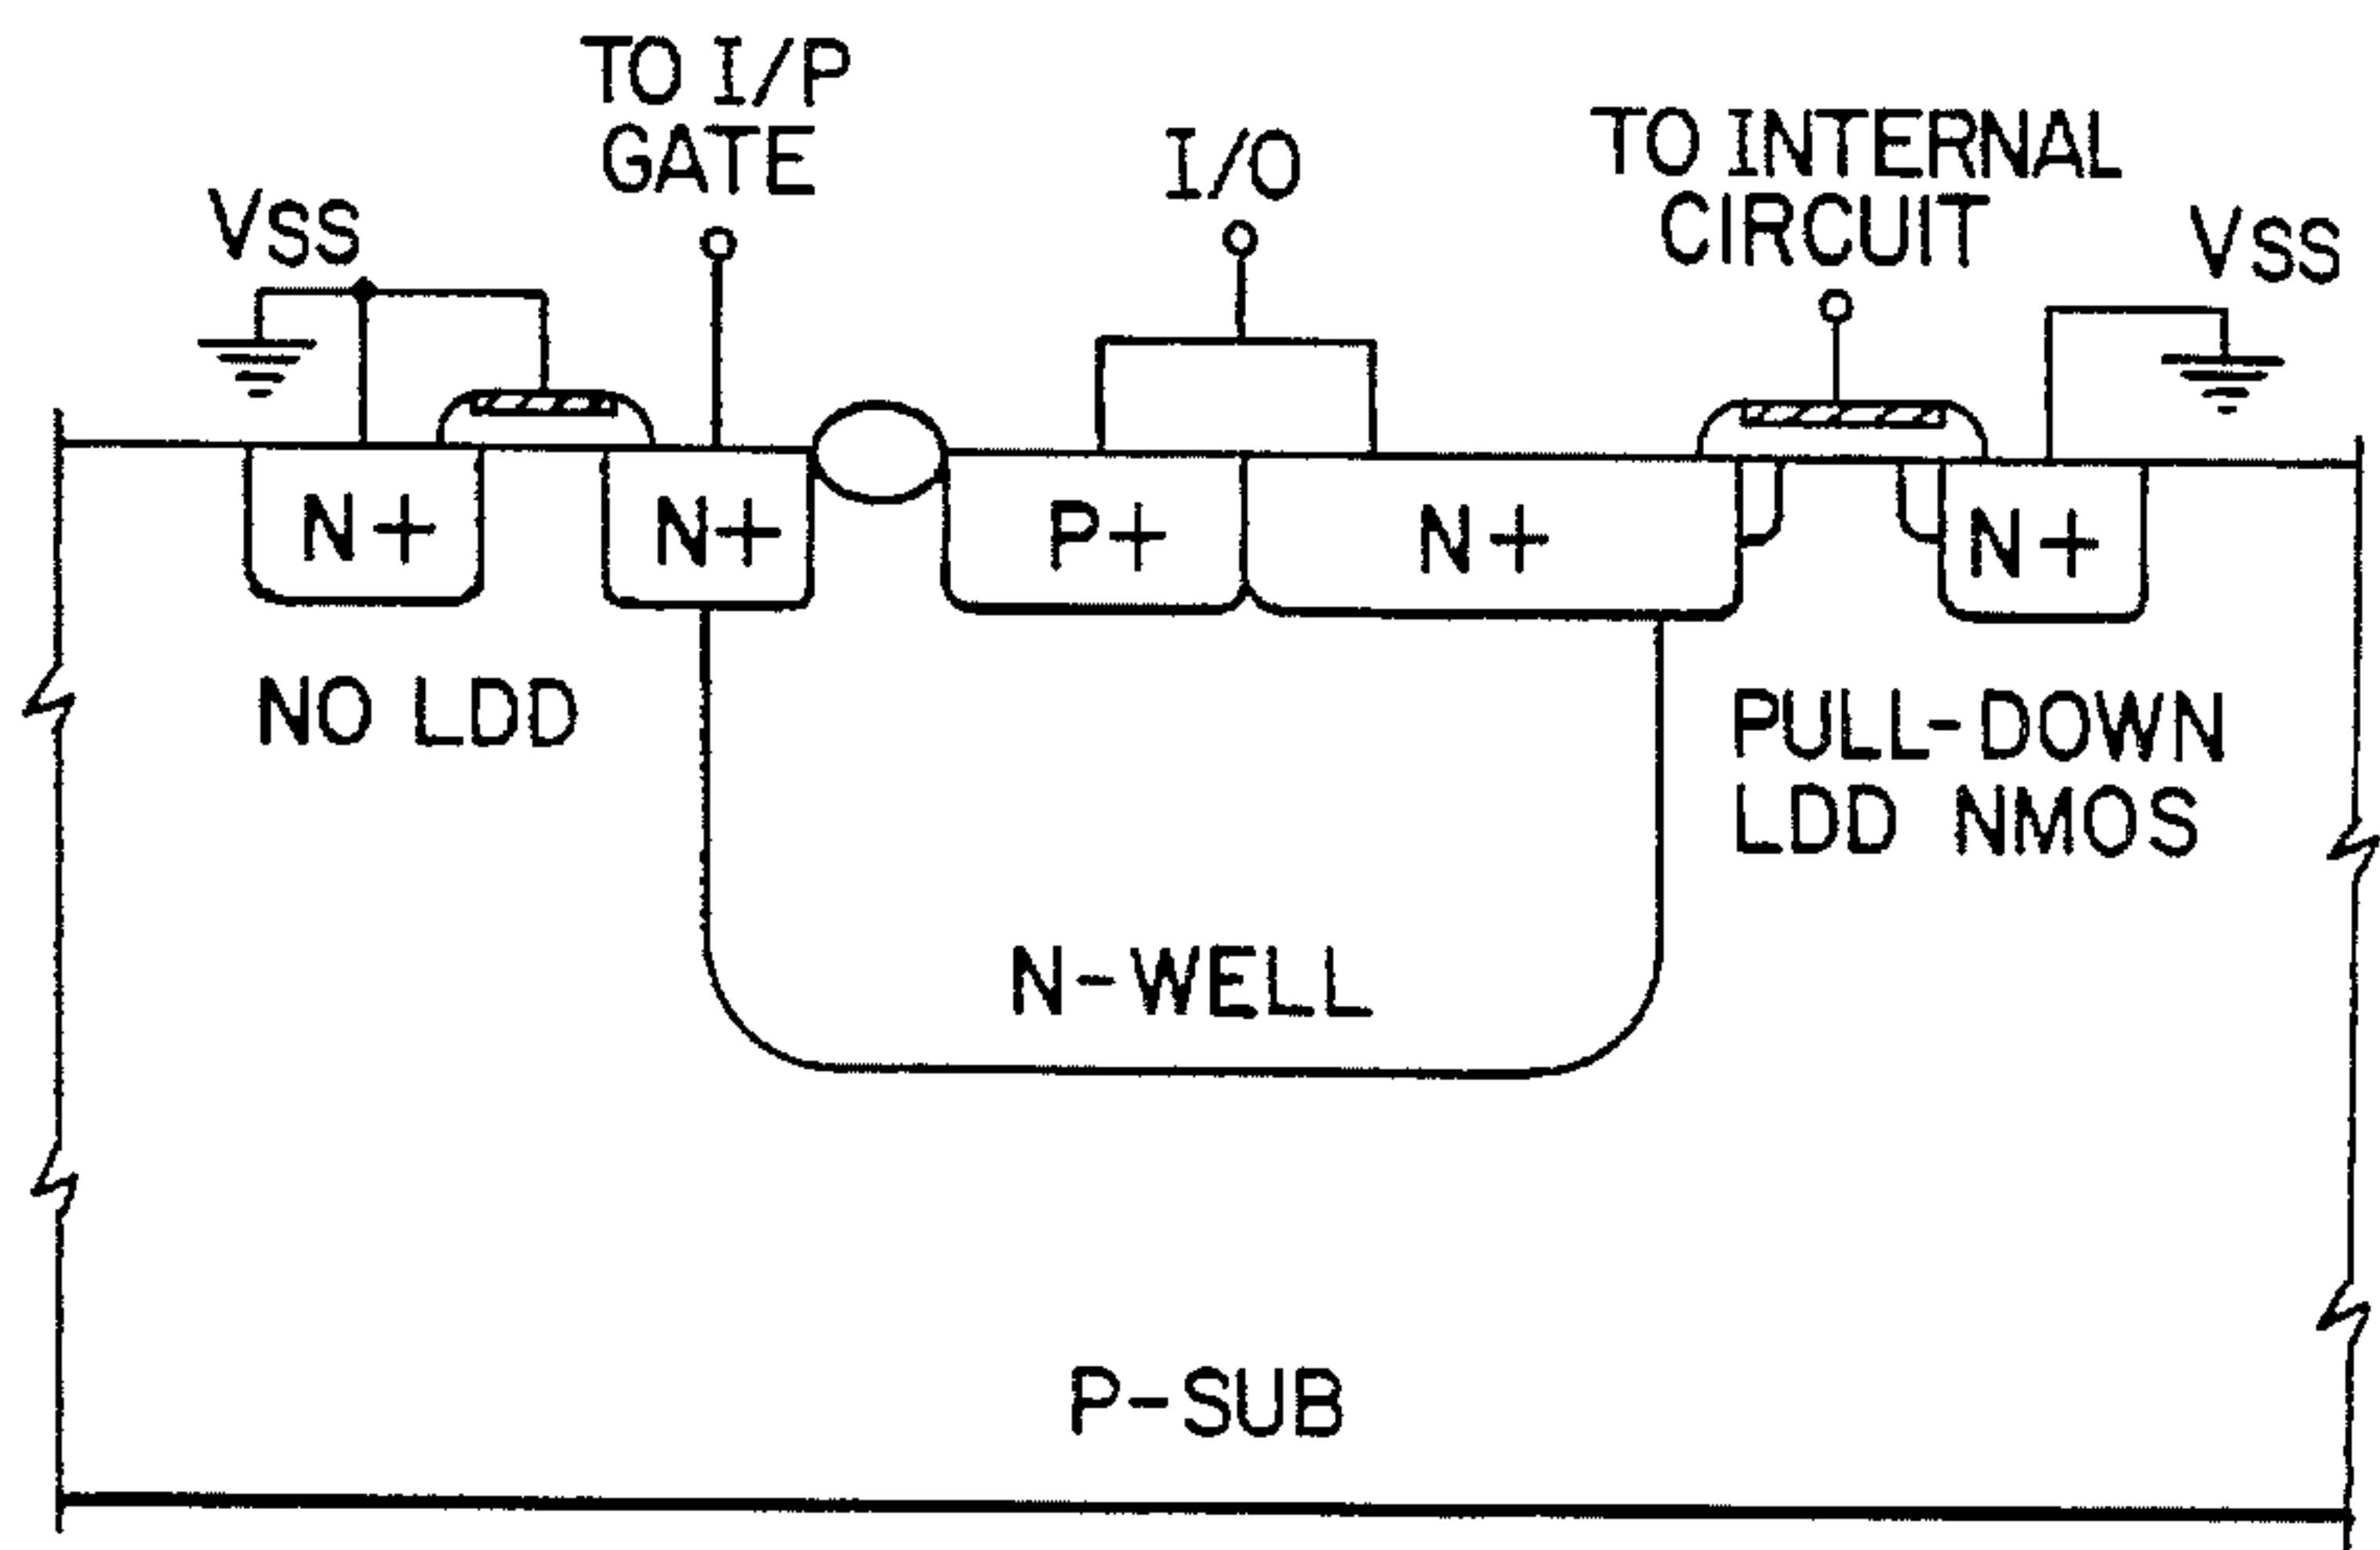 TO I/P
GATE
VSS
I/O
TO INTERNAL
CIRCUIT
VSS
N+
N+
P+
N+
N+
NO LDD
PULL-DOWN
LDD NMOS
N-WELL
P-SUB